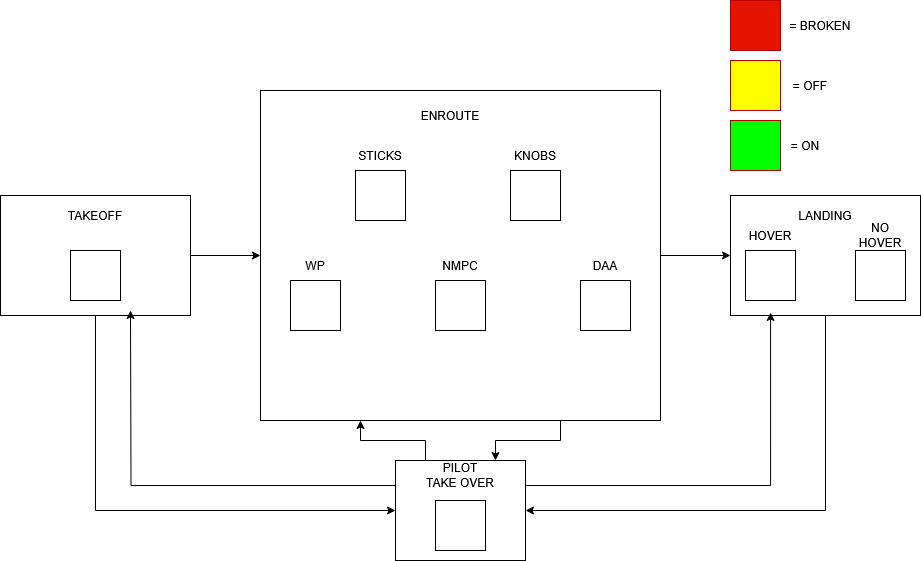 = BROKEN
= OFF
= ON
ENROUTE
STICKS
KNOBS
WP
NMPC
DAA
TAKEOFF
LANDING
HOVER
NO
HOVER
PILOT
TAKE OVER